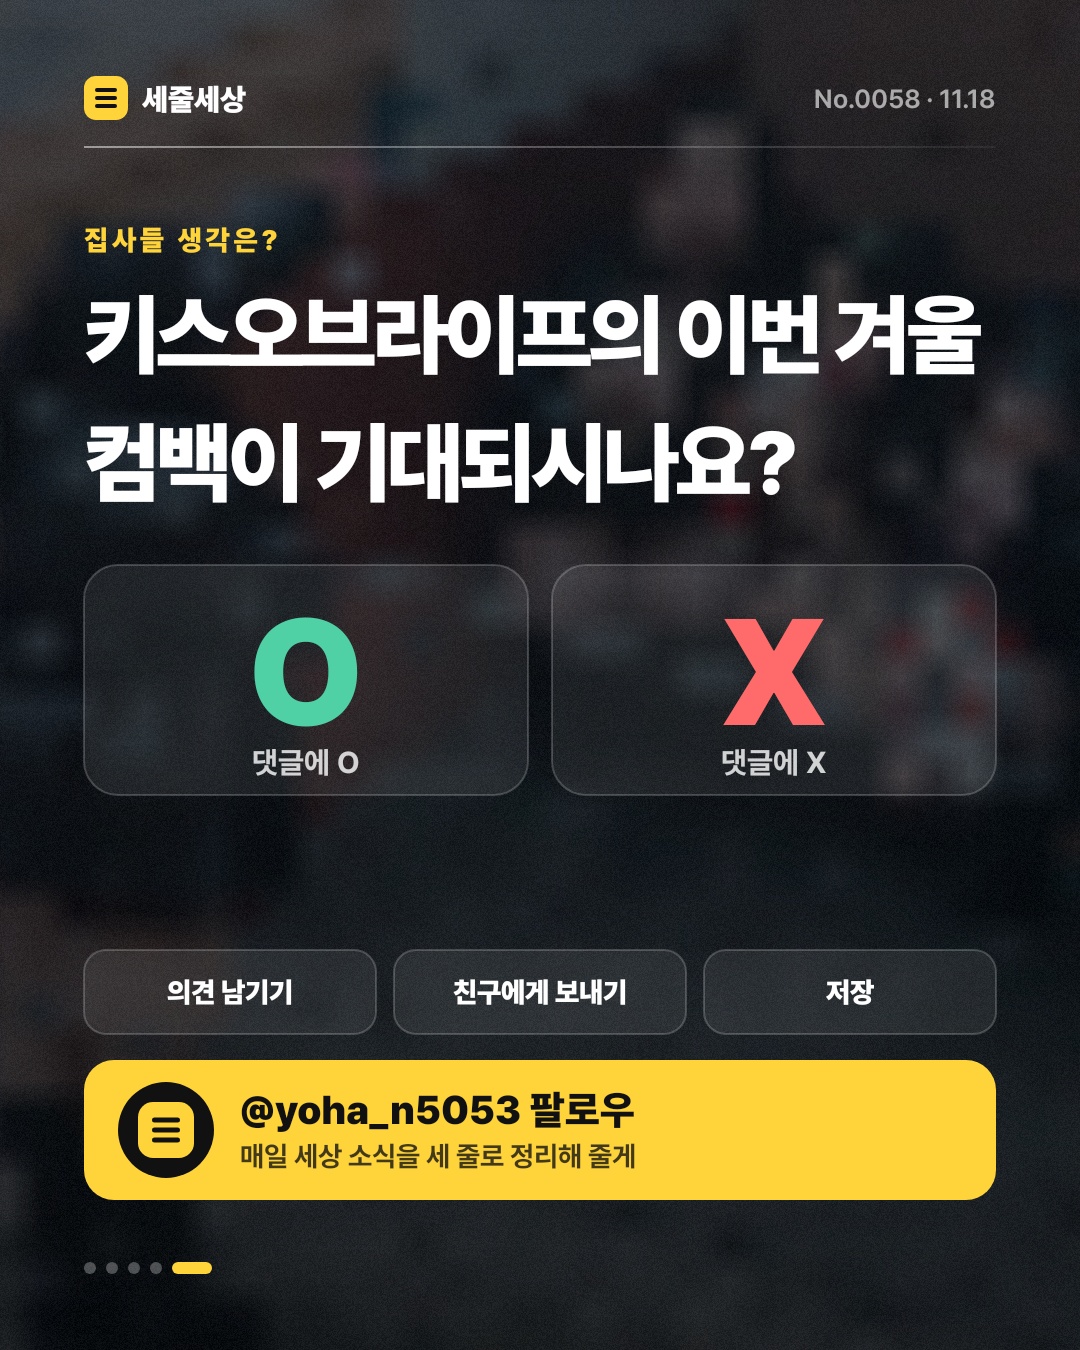 세줄세상
No.0058 · 11.18
집사들 생각은?
키스오브라이프의 이번 겨울
컴백이 기대되시나요?
O
X
댓글에 O
댓글에 X
의견 남기기
친구에게 보내기
저장
@yoha_n5053 팔로우
매일 세상 소식을 세 줄로 정리해 줄게